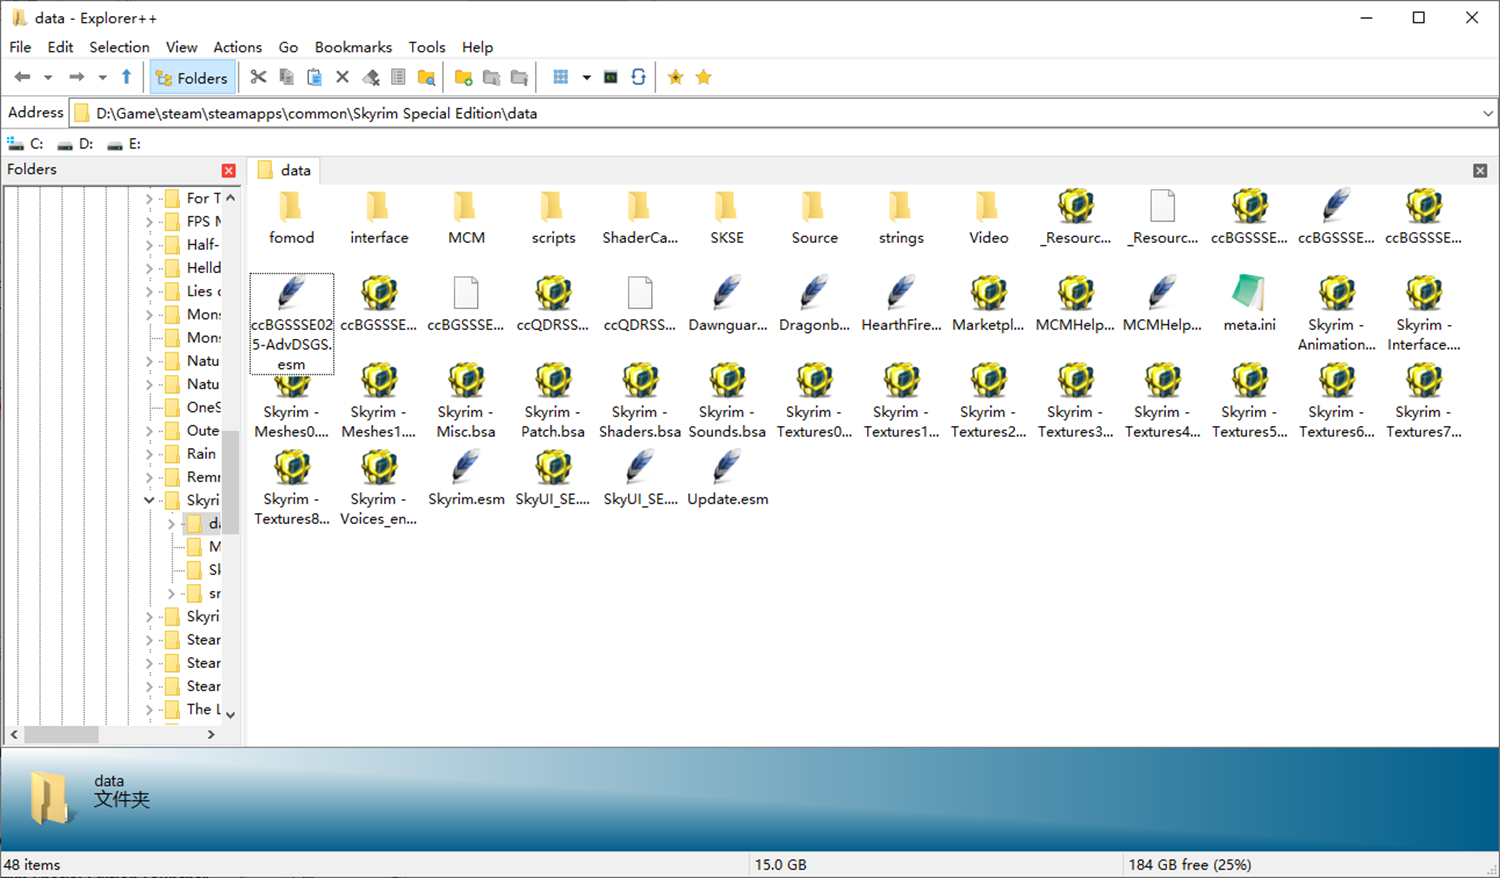 data - Explorer++
File Edit Selection View Actions Go Bookmarks Tools Help
Folders
Address D:\Game\steam\steamapps\common\Skyrim Special Edition\data
C: D: E:
Folders
data
For T
FPS M
Half-
Helld
Lies
Mons
Mons
Natu
Natu
OneS
Oute
Rain
Remr
Skyri
da
M
Sk
sr
Skyri
Stear
Stear
Stear
The L
fomod interface MCM scripts ShaderCa... SKSE Source strings Video _Resourc... _Resourc... ccBGSSSE... ccBGSSSE... ccBGSSSE...
ccBGSSSE02 ccBGSSSE... ccBGSSSE... ccQDRSS... ccQDRSS... Dawnguar... Dragonb... HearthFire... Marketpl... MCMHelp... MCMHelp... meta.ini Skyrim - Skyrim -
5-AdvDSGS. Animation... Interface....
esm
Skyrim - Skyrim - Skyrim - Skyrim - Skyrim - Skyrim - Skyrim - Skyrim - Skyrim - Skyrim - Skyrim - Skyrim - Skyrim - Skyrim -
Meshes0.... Meshes1.... Misc.bsa Patch.bsa Shaders.bsa Sounds.bsa Textures0... Textures1... Textures2... Textures3... Textures4... Textures5... Textures6... Textures7...
Skyrim - Skyrim - Skyrim.esm SkyUI_SE.... SkyUI_SE.... Update.esm
Textures8... Voices_en...
data
文件夹
48 items 15.0 GB 184 GB free (25%)